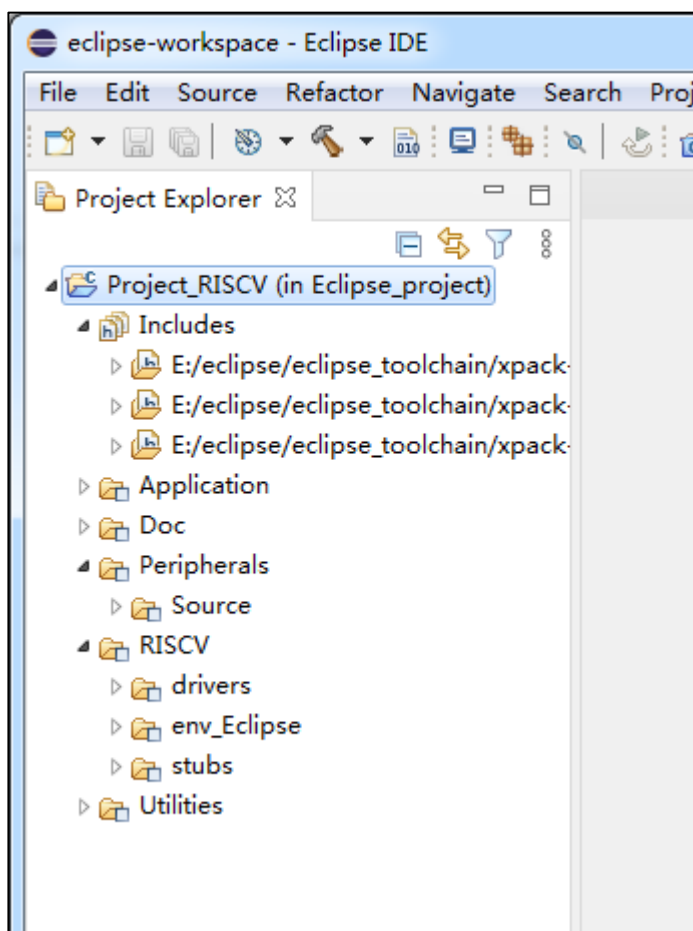 eclipse-workspace - Eclipse IDE
File Edit Source Refactor Navigate Search Proj
010
Project Explorer
Project_RISCV (in Eclipse_project)
Includes
E:/eclipse/eclipse_toolchain/xpack-
E:/eclipse/eclipse_toolchain/xpack-
E:/eclipse/eclipse_toolchain/xpack-
Application
Doc
Peripherals
Source
RISCV
drivers
env_Eclipse
stubs
Utilities